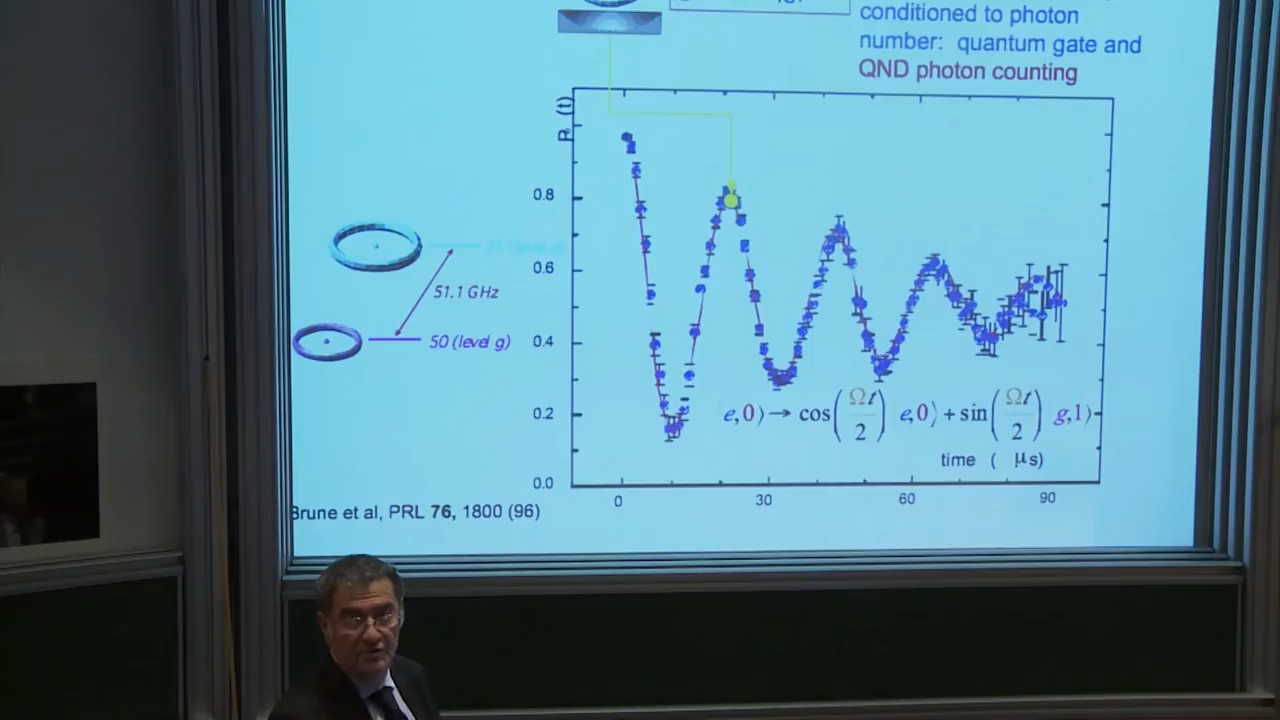 conditioned to photon
number: quantum gate and
QND photon counting
(t)
0.8
0.6
0.4
0.2
0.0
0
30
60
90
51.1 GHz
50 (level g)
e,0⟩→ cos(Ωt/2) e,0⟩ + sin(Ωt/2) g,1⟩
time ( μs)
Brune et al, PRL 76, 1800 (96)